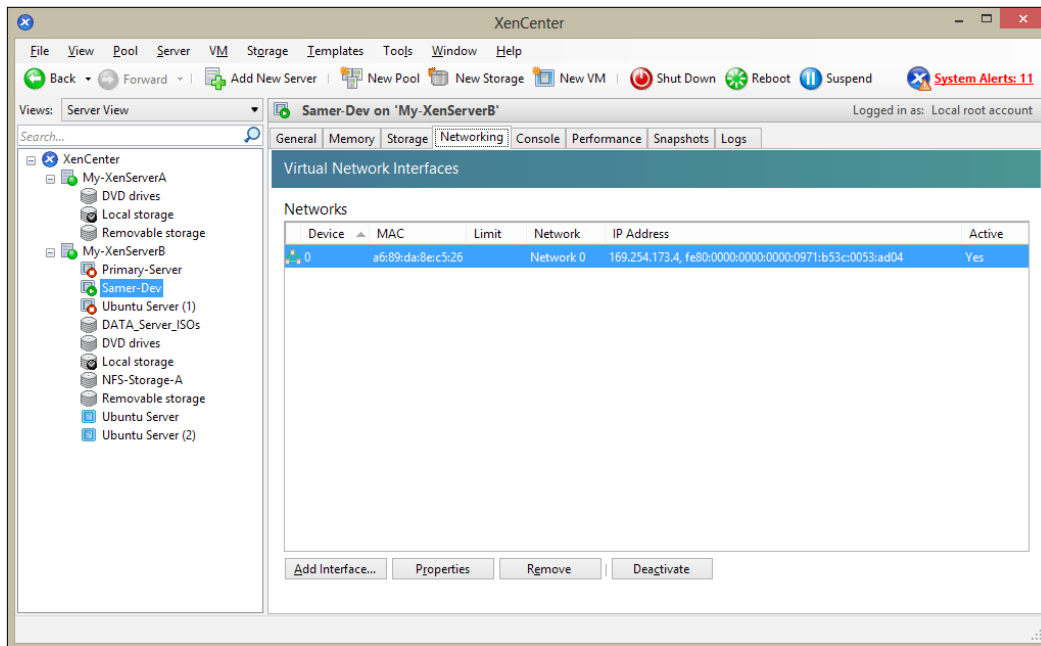 XenCenter
File View Pool Server VM Storage Templates Tools Window Help
Back Forward Add New Server New Pool New Storage New VM Shut Down Reboot Suspend System Alerts: 11
Views: Server View
Samer-Dev on 'My-XenServerB' Logged in as: Local root account
Search...
General Memory Storage Networking Console Performance Snapshots Logs
XenCenter
My-XenServerA
DVD drives
Local storage
Removable storage
My-XenServerB
Primary-Server
Samer-Dev
Ubuntu Server (1)
DATA_Server_ISOs
DVD drives
Local storage
NFS-Storage-A
Removable storage
Ubuntu Server
Ubuntu Server (2)
Virtual Network Interfaces
Networks
Device MAC Limit Network IP Address Active
0 a6:89:da:8e:c5:26 Network 0 169.254.173.4, fe80:0000:0000:0000:0971:b53c:0053:ad04 Yes
Add Interface... Properties Remove Deactivate